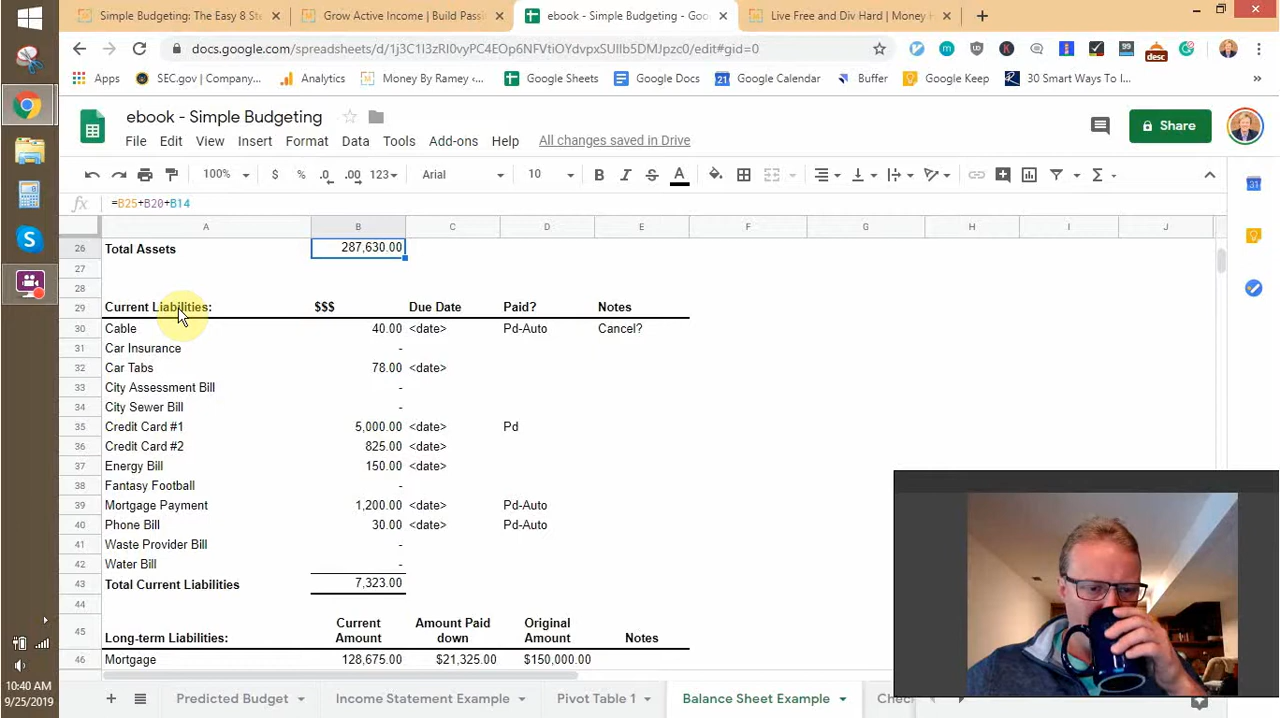 Simple Budgeting: The Easy 8 St
Grow Active Income | Build Pass
ebook - Simple Budgeting - Goo
Live Free and Div Hard | Money H
docs.google.com/spreadsheets/d/1j3C1I3zRI0vyPC4EOp6NFVtiOYdvpxSUIIb5DMJpzc0/edit#gid=0
Apps
SEC.gov | Company...
Analytics
Money By Ramey -...
Google Sheets
Google Docs
Google Calendar
Buffer
Google Keep
30 Smart Ways To I...
»
ebook - Simple Budgeting
Share
File Edit View Insert Format Data Tools Add-ons Help All changes saved in Drive
100% $ % .0 .00 123 Arial 10 B I S A
fx =B25+B20+B14
A B C D E F G H I J
26 Total Assets 287,630.00
27
28
29 Current Liabilities: $$$ Due Date Paid? Notes
30 Cable 40.00 <date> Pd-Auto Cancel?
31 Car Insurance -
32 Car Tabs 78.00 <date>
33 City Assessment Bill -
34 City Sewer Bill -
35 Credit Card #1 5,000.00 <date> Pd
36 Credit Card #2 825.00 <date>
37 Energy Bill 150.00 <date>
38 Fantasy Football -
39 Mortgage Payment 1,200.00 <date> Pd-Auto
40 Phone Bill 30.00 <date> Pd-Auto
41 Waste Provider Bill -
42 Water Bill -
43 Total Current Liabilities 7,323.00
44
45 Long-term Liabilities: Current Amount Amount Paid down Original Amount Notes
46 Mortgage 128,675.00 $21,325.00 $150,000.00
Predicted Budget Income Statement Example Pivot Table 1 Balance Sheet Example Chec
10:40 AM
9/25/2019